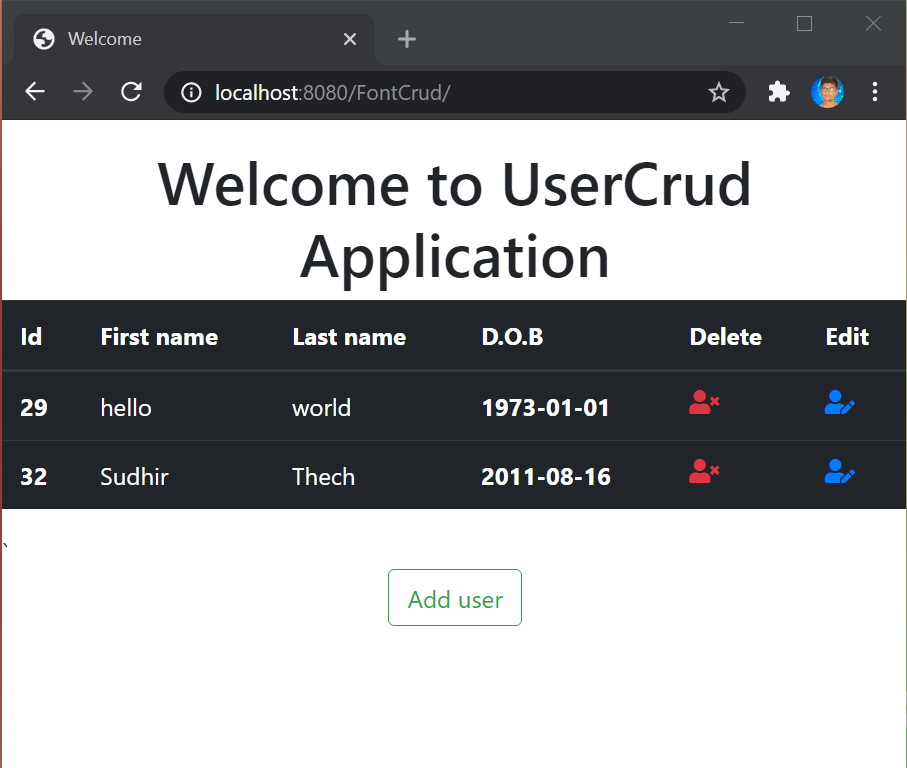 Welcome
localhost:8080/FontCrud/
Welcome to UserCrud
Application
Id First name Last name D.O.B Delete Edit
29 hello world 1973-01-01
32 Sudhir Thech 2011-08-16
`
Add user